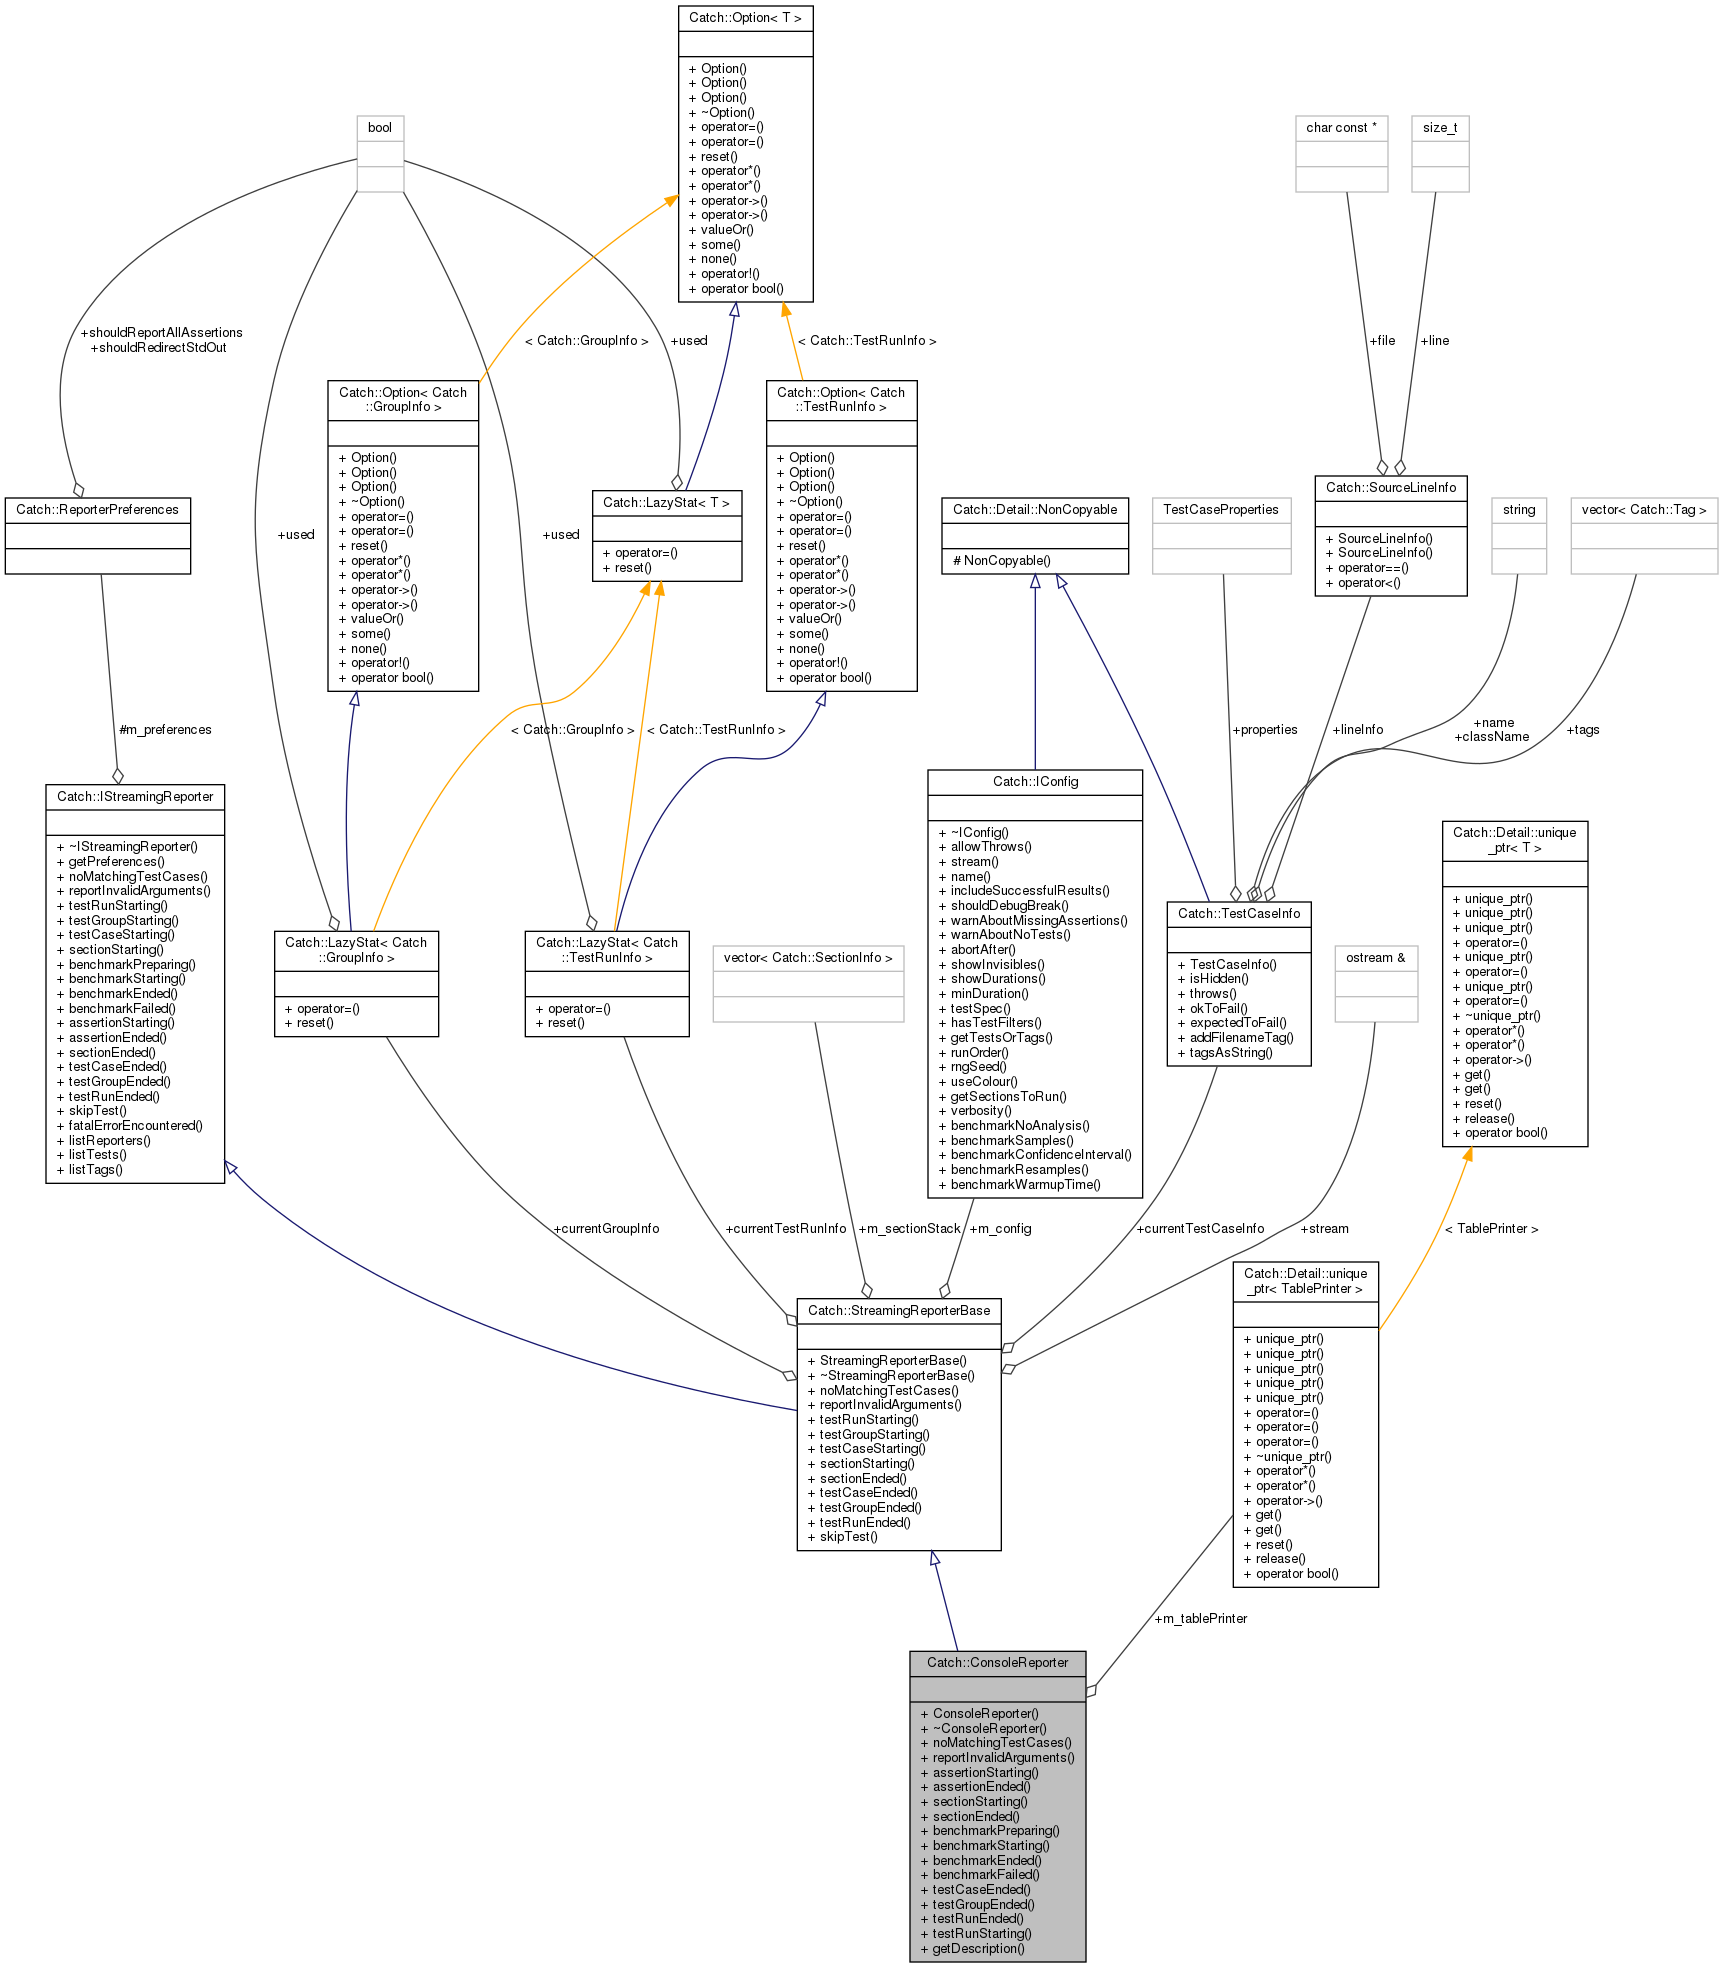 Catch::Option< T >
+ Option()
+ Option()
+ Option()
+ ~Option()
+ operator=()
+ operator=()
+ reset()
+ operator*()
+ operator*()
+ operator->()
+ operator->()
+ valueOr()
+ some()
+ none()
+ operator!()
+ operator bool()
bool
char const *
size_t
+shouldReportAllAssertions
+shouldRedirectStdOut
< Catch::GroupInfo >
+used
< Catch::TestRunInfo >
+file
+line
Catch::Option< Catch
::GroupInfo >
+ Option()
+ Option()
+ Option()
+ ~Option()
+ operator=()
+ operator=()
+ reset()
+ operator*()
+ operator*()
+ operator->()
+ operator->()
+ valueOr()
+ some()
+ none()
+ operator!()
+ operator bool()
Catch::Option< Catch
::TestRunInfo >
+ Option()
+ Option()
+ Option()
+ ~Option()
+ operator=()
+ operator=()
+ reset()
+ operator*()
+ operator*()
+ operator->()
+ operator->()
+ valueOr()
+ some()
+ none()
+ operator!()
+ operator bool()
Catch::ReporterPreferences
+used
+used
Catch::LazyStat< T >
+ operator=()
+ reset()
Catch::Detail::NonCopyable
# NonCopyable()
TestCaseProperties
Catch::SourceLineInfo
+ SourceLineInfo()
+ SourceLineInfo()
+ operator==()
+ operator<()
string
vector< Catch::Tag >
#m_preferences
< Catch::GroupInfo >
< Catch::TestRunInfo >
+properties
+lineInfo
+name
+className
+tags
Catch::IStreamingReporter
+ ~IStreamingReporter()
+ getPreferences()
+ noMatchingTestCases()
+ reportInvalidArguments()
+ testRunStarting()
+ testGroupStarting()
+ testCaseStarting()
+ sectionStarting()
+ benchmarkPreparing()
+ benchmarkStarting()
+ benchmarkEnded()
+ benchmarkFailed()
+ assertionStarting()
+ assertionEnded()
+ sectionEnded()
+ testCaseEnded()
+ testGroupEnded()
+ testRunEnded()
+ skipTest()
+ fatalErrorEncountered()
+ listReporters()
+ listTests()
+ listTags()
Catch::LazyStat< Catch
::GroupInfo >
+ operator=()
+ reset()
Catch::LazyStat< Catch
::TestRunInfo >
+ operator=()
+ reset()
vector< Catch::SectionInfo >
Catch::IConfig
+ ~IConfig()
+ allowThrows()
+ stream()
+ name()
+ includeSuccessfulResults()
+ shouldDebugBreak()
+ warnAboutMissingAssertions()
+ warnAboutNoTests()
+ abortAfter()
+ showInvisibles()
+ showDurations()
+ minDuration()
+ testSpec()
+ hasTestFilters()
+ getTestsOrTags()
+ runOrder()
+ rngSeed()
+ useColour()
+ getSectionsToRun()
+ verbosity()
+ benchmarkNoAnalysis()
+ benchmarkSamples()
+ benchmarkConfidenceInterval()
+ benchmarkResamples()
+ benchmarkWarmupTime()
Catch::TestCaseInfo
+ TestCaseInfo()
+ isHidden()
+ throws()
+ okToFail()
+ expectedToFail()
+ addFilenameTag()
+ tagsAsString()
ostream &
Catch::Detail::unique
_ptr< T >
+ unique_ptr()
+ unique_ptr()
+ unique_ptr()
+ operator=()
+ unique_ptr()
+ operator=()
+ unique_ptr()
+ operator=()
+ ~unique_ptr()
+ operator*()
+ operator*()
+ operator->()
+ get()
+ get()
+ reset()
+ release()
+ operator bool()
+currentGroupInfo
+currentTestRunInfo
+m_sectionStack
+m_config
+currentTestCaseInfo
+stream
< TablePrinter >
Catch::StreamingReporterBase
+ StreamingReporterBase()
+ ~StreamingReporterBase()
+ noMatchingTestCases()
+ reportInvalidArguments()
+ testRunStarting()
+ testGroupStarting()
+ testCaseStarting()
+ sectionStarting()
+ sectionEnded()
+ testCaseEnded()
+ testGroupEnded()
+ testRunEnded()
+ skipTest()
Catch::Detail::unique
_ptr< TablePrinter >
+ unique_ptr()
+ unique_ptr()
+ unique_ptr()
+ unique_ptr()
+ unique_ptr()
+ operator=()
+ operator=()
+ operator=()
+ ~unique_ptr()
+ operator*()
+ operator*()
+ operator->()
+ get()
+ get()
+ reset()
+ release()
+ operator bool()
+m_tablePrinter
Catch::ConsoleReporter
+ ConsoleReporter()
+ ~ConsoleReporter()
+ noMatchingTestCases()
+ reportInvalidArguments()
+ assertionStarting()
+ assertionEnded()
+ sectionStarting()
+ sectionEnded()
+ benchmarkPreparing()
+ benchmarkStarting()
+ benchmarkEnded()
+ benchmarkFailed()
+ testCaseEnded()
+ testGroupEnded()
+ testRunEnded()
+ testRunStarting()
+ getDescription()